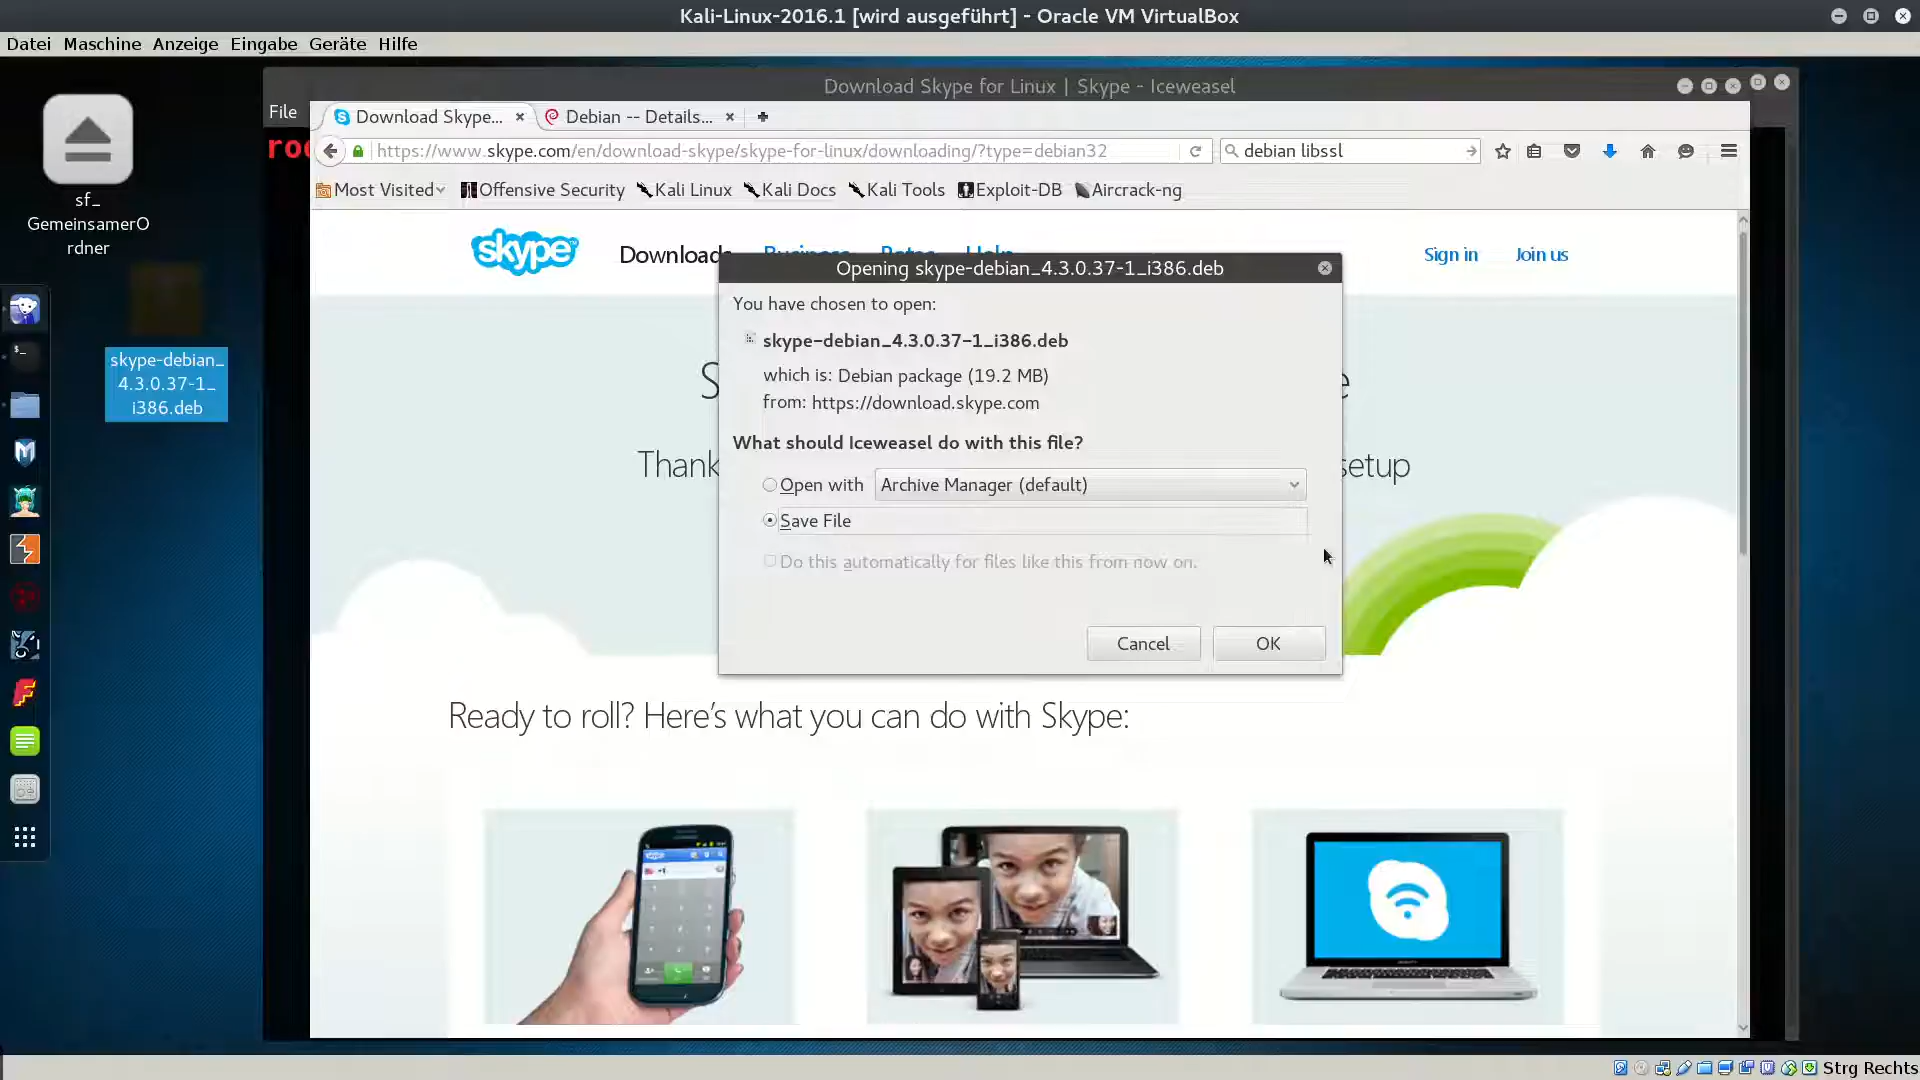 Kali-Linux-2016.1 [wird ausgeführt] - Oracle VM VirtualBox
Datei Maschine Anzeige Eingabe Geräte Hilfe
Download Skype for Linux | Skype - Iceweasel
File
Download Skype...
Debian -- Details...
https://www.skype.com/en/download-skype/skype-for-linux/downloading/?type=debian32
debian libssl
Most Visited Offensive Security Kali Linux Kali Docs Kali Tools Exploit-DB Aircrack-ng
sf_
GemeinsamerO
rdner
skype-debian_
4.3.0.37-1_
i386.deb
skype
Downloads Business Rates Help
Sign in Join us
Opening skype-debian_4.3.0.37-1_i386.deb
You have chosen to open:
skype-debian_4.3.0.37-1_i386.deb
which is: Debian package (19.2 MB)
from: https://download.skype.com
What should Iceweasel do with this file?
Open with Archive Manager (default)
Save File
Do this automatically for files like this from now on.
Cancel OK
Thank setup
Ready to roll? Here's what you can do with Skype:
Strg Rechts